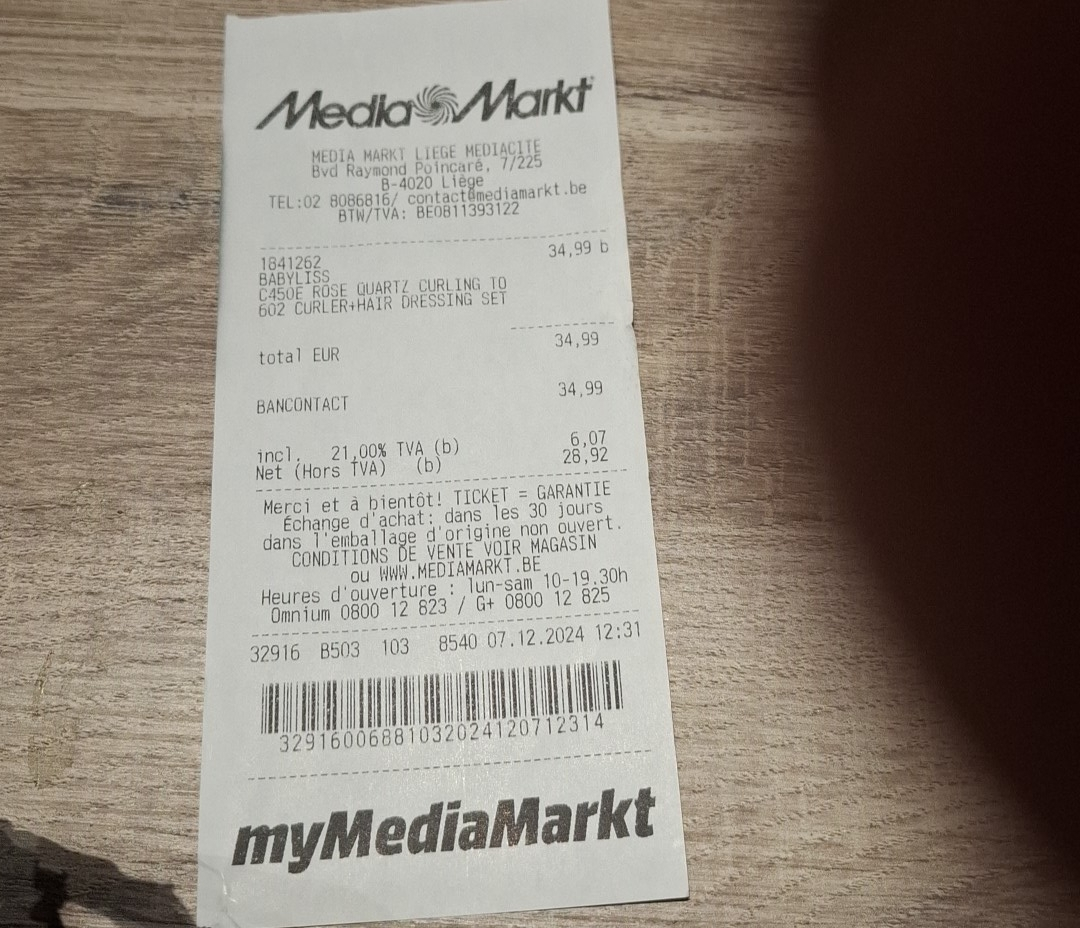 Media Markt
MEDIA MARKT LIEGE MEDIACITE
Bvd Raymond Poincaré, 7/225
B-4020 Liège
TEL:02 8086816/ contact@mediamarkt.be
BTW/TVA: BE0811393122
1841262 34,99 b
BABYLISS
C450E ROSE QUARTZ CURLING TO
602 CURLER+HAIR DRESSING SET
total EUR 34,99
BANCONTACT 34,99
incl. 21,00% TVA (b) 6,07
Net (Hors TVA) (b) 28,92
Merci et à bientôt! TICKET = GARANTIE
Échange d'achat: dans les 30 jours
dans l'emballage d'origine non ouvert.
CONDITIONS DE VENTE VOIR MAGASIN
ou WWW.MEDIAMARKT.BE
Heures d'ouverture : lun-sam 10-19.30h
Omnium 0800 12 823 / G+ 0800 12 825
32916 B503 103 8540 07.12.2024 12:31
32916006881032024120712314
myMediaMarkt